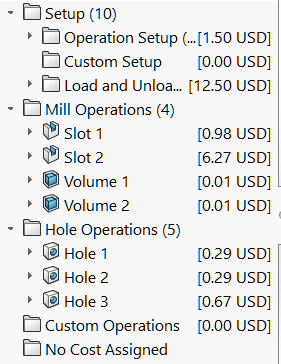 Setup (10)
Operation Setup (...[1.50 USD]
Custom Setup [0.00 USD]
Load and Unloa... [12.50 USD]
Mill Operations (4)
Slot 1 [0.98 USD]
Slot 2 [6.27 USD]
Volume 1 [0.01 USD]
Volume 2 [0.01 USD]
Hole Operations (5)
Hole 1 [0.29 USD]
Hole 2 [0.29 USD]
Hole 3 [0.67 USD]
Custom Operations [0.00 USD]
No Cost Assigned